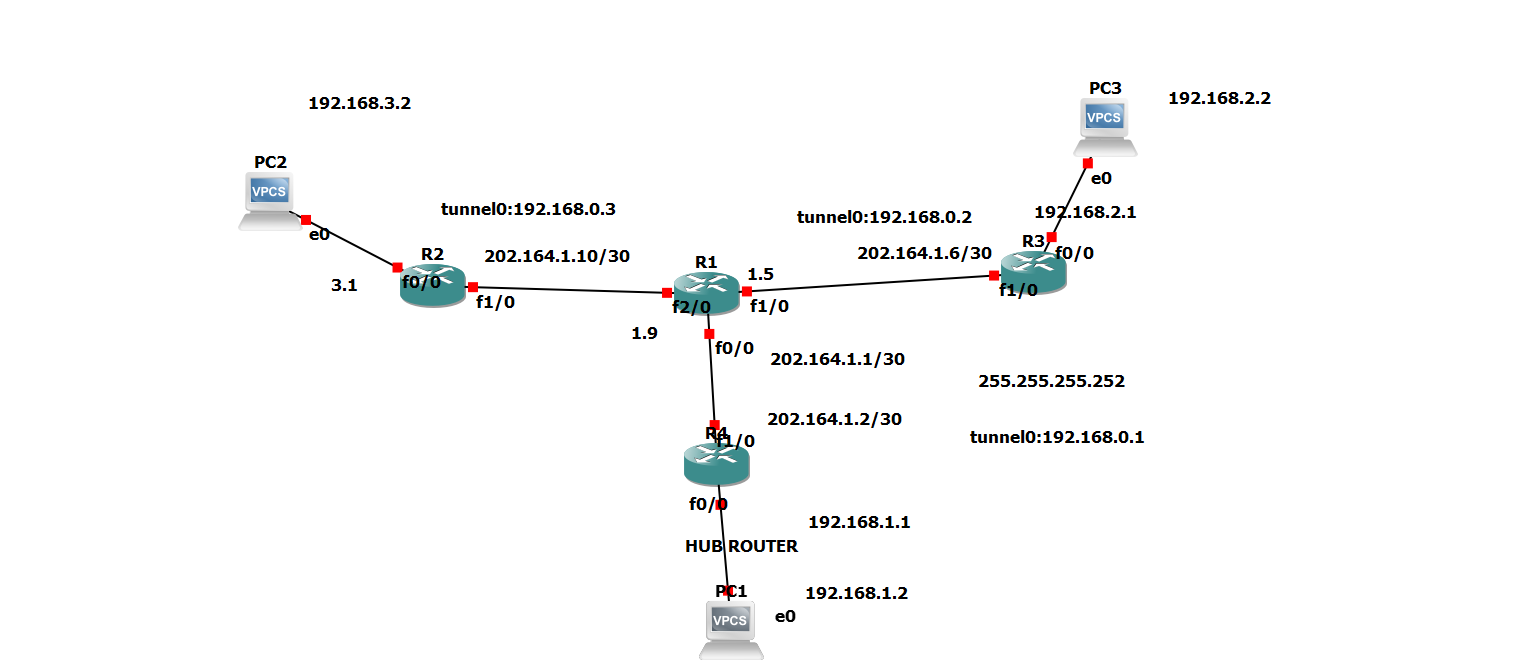 PC3
192.168.2.2
192.168.3.2
VPCS
PC2
VPCS
e0
tunnel0:192.168.0.3
tunnel0:192.168.0.2
192.168.2.1
e0
R2
202.164.1.10/30
R1
202.164.1.6/30
R3
f0/0
3.1
f0/0
1.5
f1/0
f2/0
f1/0
f1/0
1.9
f0/0
202.164.1.1/30
255.255.255.252
202.164.1.2/30
R4
f1/0
tunnel0:192.168.0.1
f0/0
192.168.1.1
HUB ROUTER
PC1
192.168.1.2
VPCS
e0